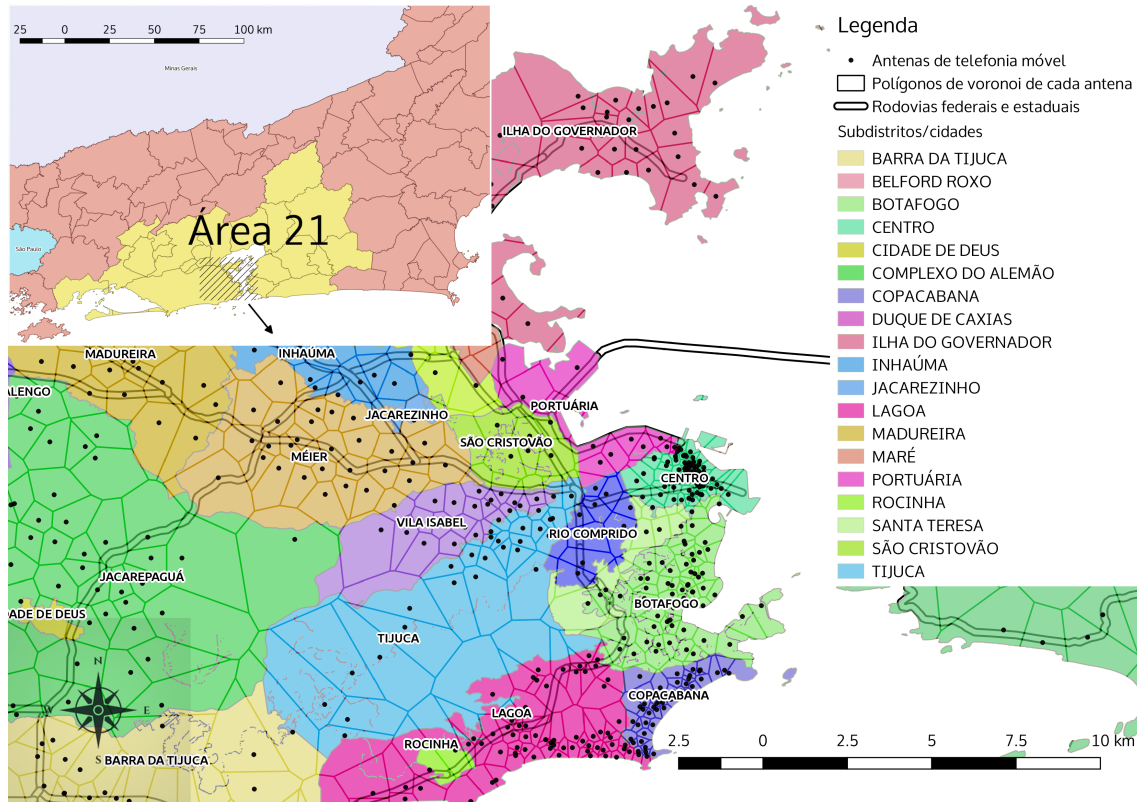 25 0 25 50 75 100 km
Minas Gerais
Área 21
São Paulo
ILHA DO GOVERNADOR
MADUREIRA
INHAÚMA
ALENGO
JACAREZINHO
PORTUÁRIA
SÃO CRISTOVÃO
MÉIER
CENTRO
VILA ISABEL
RIO COMPRIDO
JACAREPAGUÁ
BOTAFOGO
DADE DE DEUS
TIJUCA
N
W E
S
COPACABANA
LAGOA
ROCINHA
BARRA DA TIJUCA
2.5 0 2.5 5 7.5 10 km
Legenda
Antenas de telefonia móvel
Polígonos de voronoi de cada antena
Rodovias federais e estaduais
Subdistritos/cidades
BARRA DA TIJUCA
BELFORD ROXO
BOTAFOGO
CENTRO
CIDADE DE DEUS
COMPLEXO DO ALEMÃO
COPACABANA
DUQUE DE CAXIAS
ILHA DO GOVERNADOR
INHAÚMA
JACAREZINHO
LAGOA
MADUREIRA
MARÉ
PORTUÁRIA
ROCINHA
SANTA TERESA
SÃO CRISTOVÃO
TIJUCA